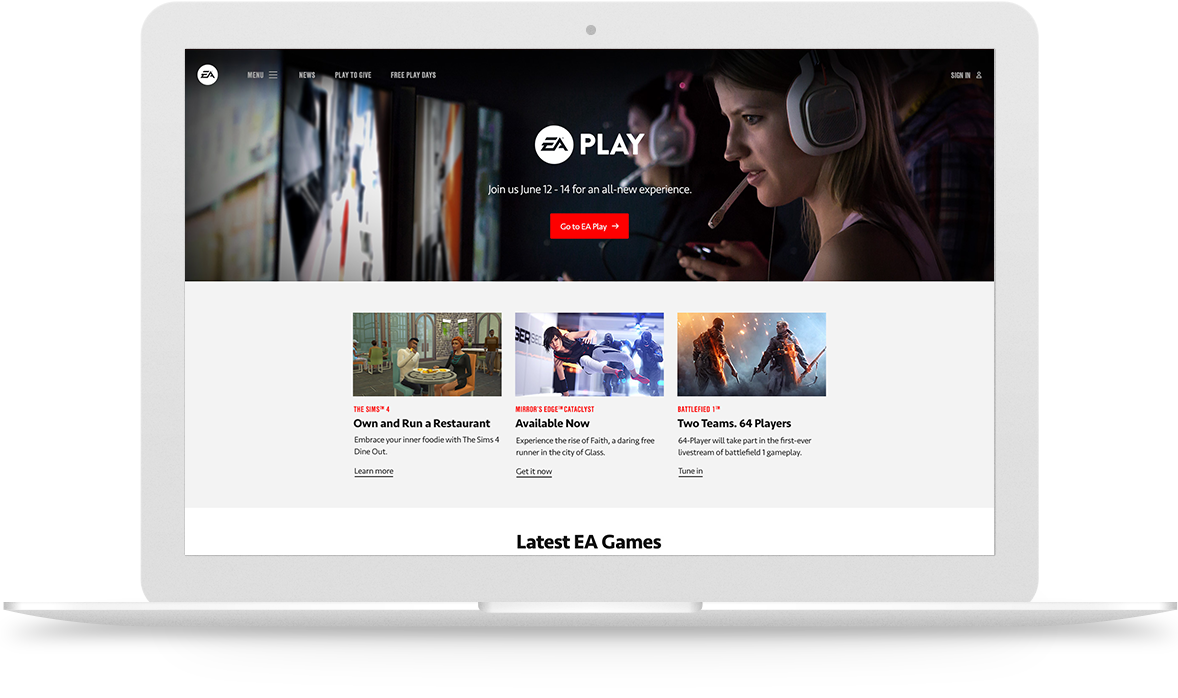 EA
MENU
NEWS
PLAY TO GIVE
FREE PLAY DAYS
SIGN IN
EA PLAY
Join us June 12 - 14 for an all-new experience.
Go to EA Play →
THE SIMS™ 4
Own and Run a Restaurant
Embrace your inner foodie with The Sims 4
Dine Out.
Learn more
MIRROR'S EDGE™ CATACLYST
Available Now
Experience the rise of Faith, a daring free
runner in the city of Glass.
Get it now
BATTLEFIED 1™
Two Teams. 64 Players
64-Player will take part in the first-ever
livestream of battlefield 1 gameplay.
Tune in
Latest EA Games